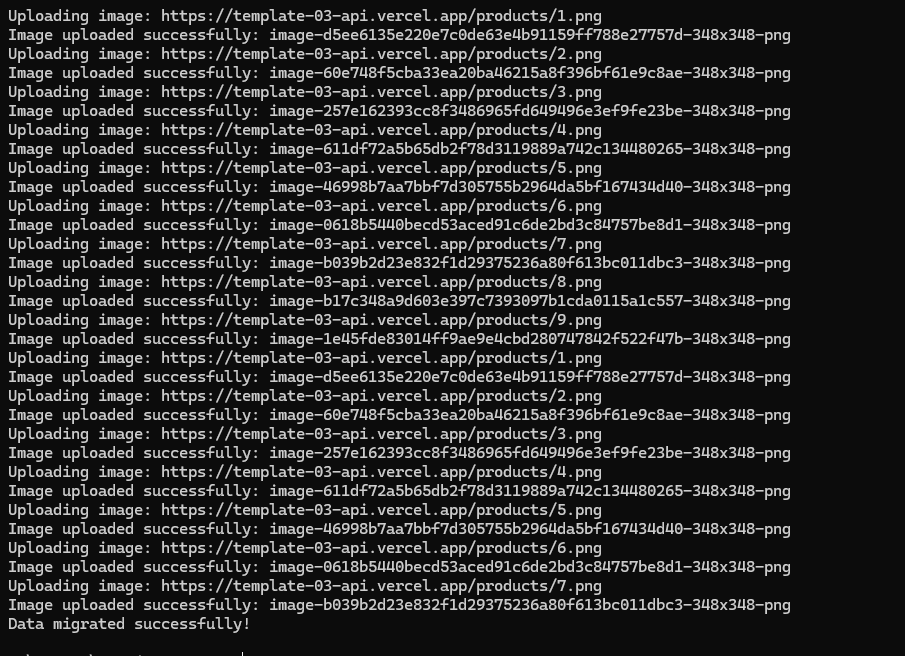 Uploading image: https://template-03-api.vercel.app/products/1.png
Image uploaded successfully: image-d5ee6135e220e7c0de63e4b91159ff788e27757d-348x348-png
Uploading image: https://template-03-api.vercel.app/products/2.png
Image uploaded successfully: image-60e748f5cba33ea20ba46215a8f396bf61e9c8ae-348x348-png
Uploading image: https://template-03-api.vercel.app/products/3.png
Image uploaded successfully: image-257e162393cc8f3486965fd649496e3ef9fe23be-348x348-png
Uploading image: https://template-03-api.vercel.app/products/4.png
Image uploaded successfully: image-611df72a5b65db2f78d3119889a742c134480265-348x348-png
Uploading image: https://template-03-api.vercel.app/products/5.png
Image uploaded successfully: image-46998b7aa7bbf7d305755b2964da5bf167434d40-348x348-png
Uploading image: https://template-03-api.vercel.app/products/6.png
Image uploaded successfully: image-0618b5440becd53aced91c6de2bd3c84757be8d1-348x348-png
Uploading image: https://template-03-api.vercel.app/products/7.png
Image uploaded successfully: image-b039b2d23e832f1d29375236a80f613bc011dbc3-348x348-png
Uploading image: https://template-03-api.vercel.app/products/8.png
Image uploaded successfully: image-b17c348a9d603e397c7393097b1cda0115a1c557-348x348-png
Uploading image: https://template-03-api.vercel.app/products/9.png
Image uploaded successfully: image-1e45fde83014ff9ae9e4cbd280747842f522f47b-348x348-png
Uploading image: https://template-03-api.vercel.app/products/1.png
Image uploaded successfully: image-d5ee6135e220e7c0de63e4b91159ff788e27757d-348x348-png
Uploading image: https://template-03-api.vercel.app/products/2.png
Image uploaded successfully: image-60e748f5cba33ea20ba46215a8f396bf61e9c8ae-348x348-png
Uploading image: https://template-03-api.vercel.app/products/3.png
Image uploaded successfully: image-257e162393cc8f3486965fd649496e3ef9fe23be-348x348-png
Uploading image: https://template-03-api.vercel.app/products/4.png
Image uploaded successfully: image-611df72a5b65db2f78d3119889a742c134480265-348x348-png
Uploading image: https://template-03-api.vercel.app/products/5.png
Image uploaded successfully: image-46998b7aa7bbf7d305755b2964da5bf167434d40-348x348-png
Uploading image: https://template-03-api.vercel.app/products/6.png
Image uploaded successfully: image-0618b5440becd53aced91c6de2bd3c84757be8d1-348x348-png
Uploading image: https://template-03-api.vercel.app/products/7.png
Image uploaded successfully: image-b039b2d23e832f1d29375236a80f613bc011dbc3-348x348-png
Data migrated successfully!